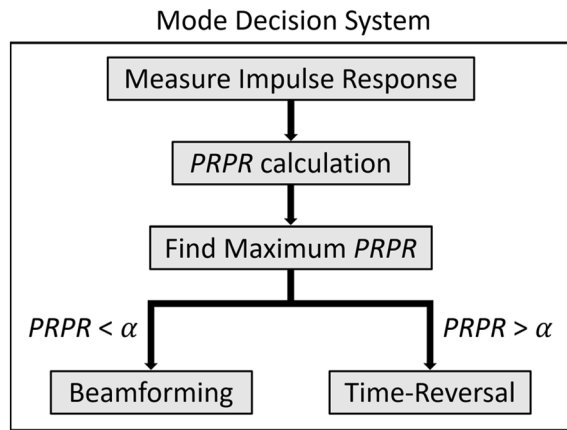 Mode Decision System
Measure Impulse Response
PRPR calculation
Find Maximum PRPR
PRPR < α
PRPR > α
Beamforming
Time-Reversal